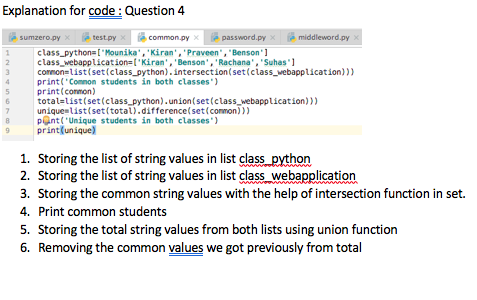 Explanation for code : Question 4
sumzero.py × test.py × common.py × password.py × middleword.py ×
1 class_python=['Mounika','Kiran','Praveen','Benson']
2 class_webapplication=['Kiran','Benson','Rachana','Suhas']
3 common=list(set(class_python).intersection(set(class_webapplication)))
4 print('Common students in both classes')
5 print(common)
6 total=list(set(class_python).union(set(class_webapplication)))
7 unique=list(set(total).difference(set(common)))
8 print('Unique students in both classes')
9 print(unique)
1. Storing the list of string values in list class_python
2. Storing the list of string values in list class_webapplication
3. Storing the common string values with the help of intersection function in set.
4. Print common students
5. Storing the total string values from both lists using union function
6. Removing the common values we got previously from total